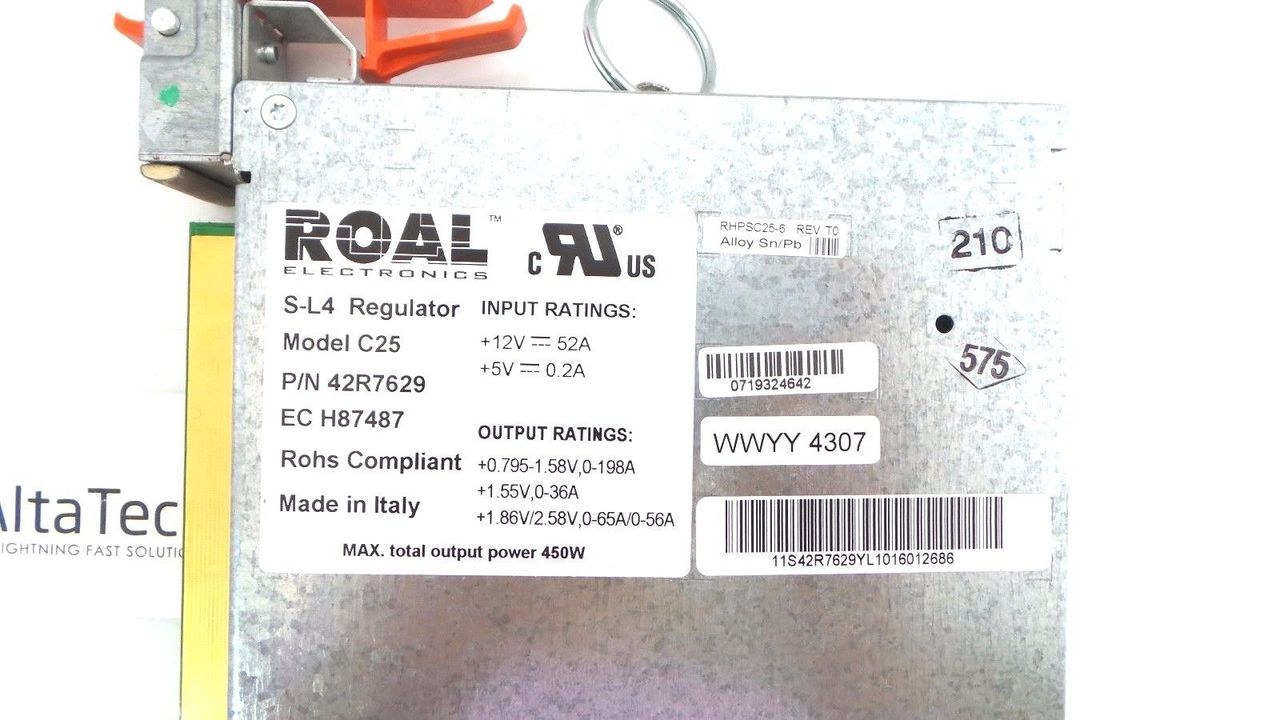 ROAL™
ELECTRONICS
C UR® US
S-L4 Regulator
Model C25
P/N 42R7629
EC H87487
Rohs Compliant
Made in Italy
INPUT RATINGS:
+12V ⎓ 52A
+5V ⎓ 0.2A
OUTPUT RATINGS:
+0.795-1.58V,0-198A
+1.55V,0-36A
+1.86V/2.58V,0-65A/0-56A
MAX. total output power 450W
RHPSC25-6 REV T0
Alloy Sn/Pb
210
575
0719324642
WWYY 4307
11S42R7629YL1016012686
AltaTec
IGHTNING FAST SOLUTIO